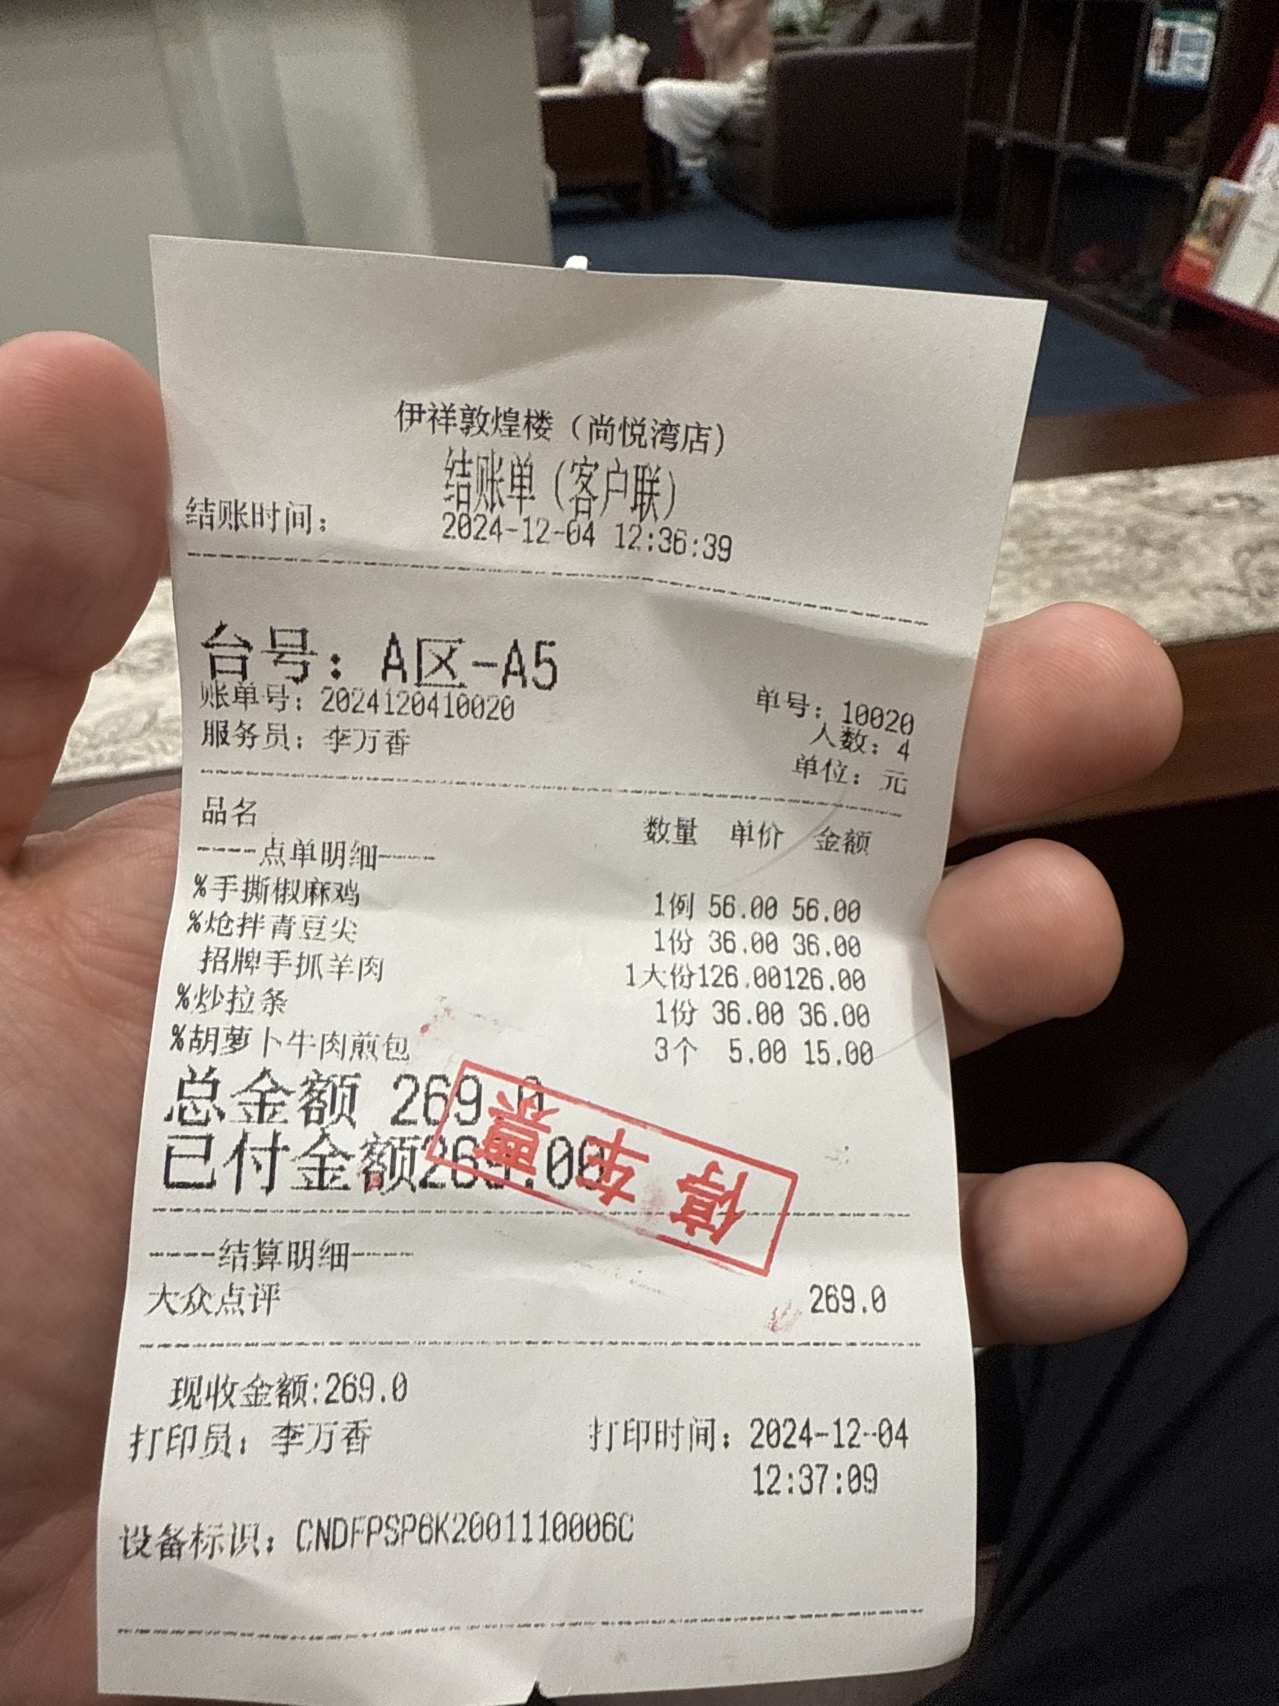 伊祥敦煌楼（尚悦湾店）
结账单（客户联）
结账时间： 2024-12-04 12:36:39
台号：A区-A5
账单号：2024120410020 单号：10020
服务员：李万香 人数：4
单位：元
品名 数量 单价 金额
----点单明细----
%手撕椒麻鸡 1例 56.00 56.00
%炝拌青豆尖 1份 36.00 36.00
招牌手抓羊肉 1大份126.00126.00
%炒拉条 1份 36.00 36.00
%胡萝卜牛肉煎包 3个 5.00 15.00
总金额 269.0
已付金额269.00
停车票
----结算明细----
大众点评 269.0
现收金额:269.0
打印员：李万香 打印时间：2024-12-04
12:37:09
设备标识：CNDFPSP6K2001110006C